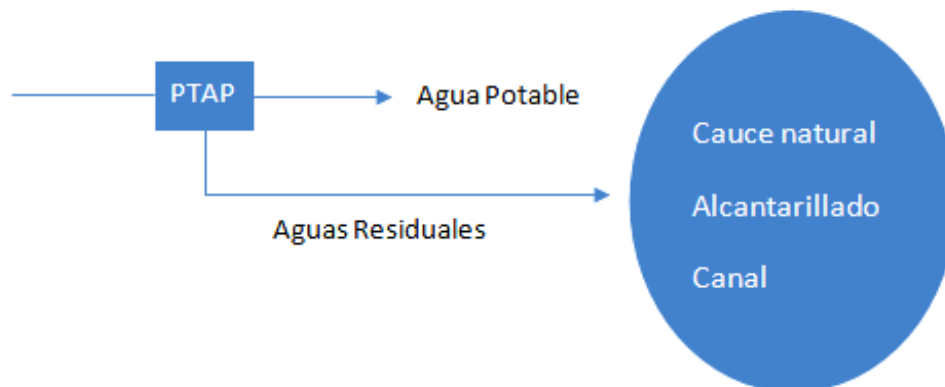 PTAP
Agua Potable
Aguas Residuales
Cauce natural
Alcantarillado
Canal